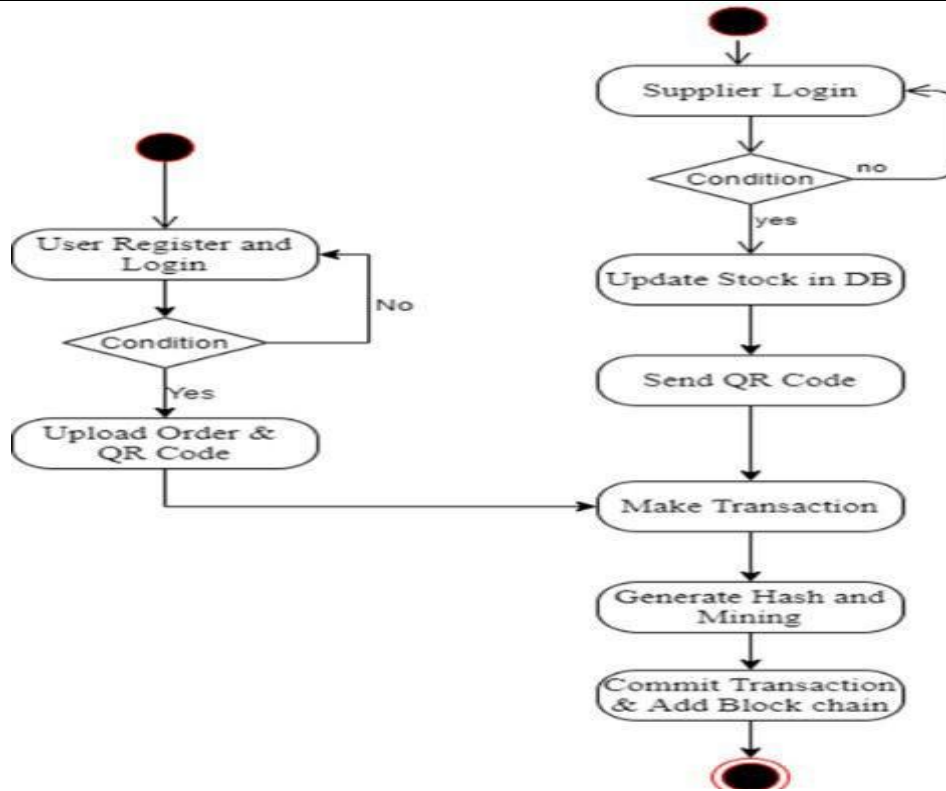 Supplier Login
Condition
no
yes
User Register and
Login
Condition
No
Yes
Upload Order &
QR Code
Update Stock in DB
Send QR Code
Make Transaction
Generate Hash and
Mining
Commit Transaction
& Add Block chain